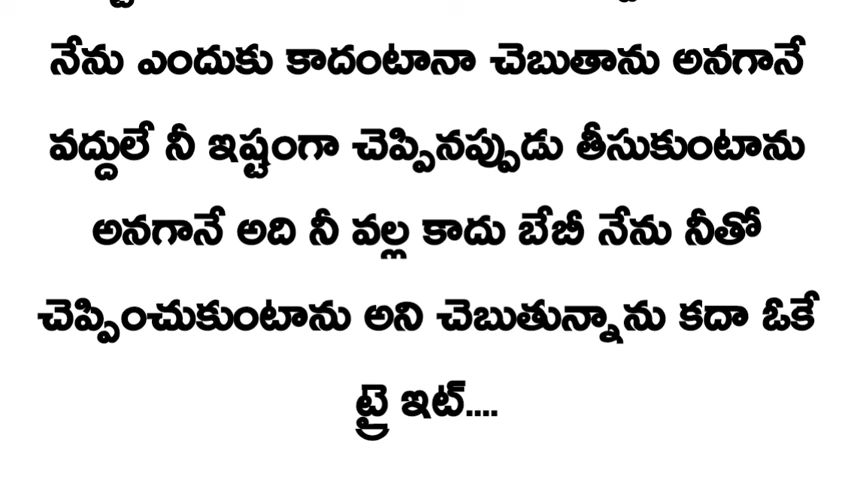 నేను ఎందుకు కాదంటానా చెబుతాను అనగానే
వద్దులే నీ ఇష్టంగా చెప్పినప్పుడు తీసుకుంటాను
అనగానే అది నీ వల్ల కాదు బేబీ నేను నీతో
చెప్పించుకుంటాను అని చెబుతున్నాను కదా ఓకే
ట్రై ఇట్....